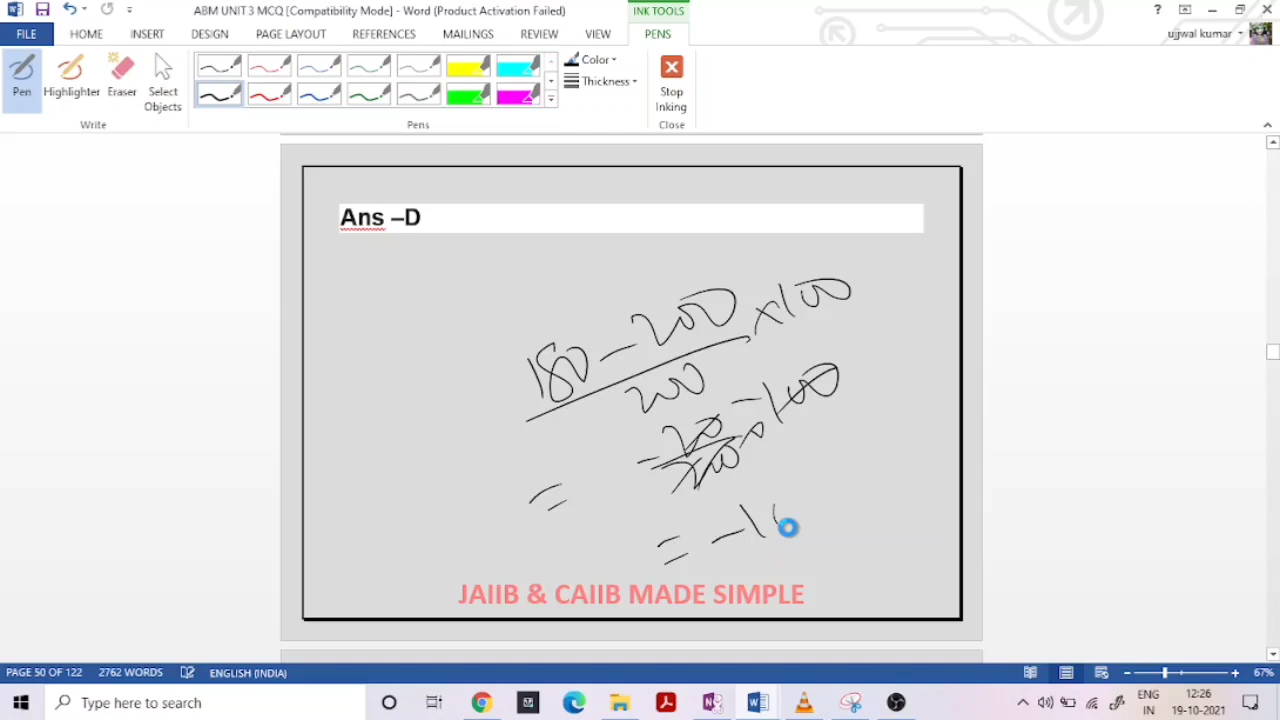 ABM UNIT 3 MCQ [Compatibility Mode] - Word (Product Activation Failed)
INK TOOLS
?
FILE HOME INSERT DESIGN PAGE LAYOUT REFERENCES MAILINGS REVIEW VIEW PENS
ujjwal kumar
Pen
Highlighter
Eraser
Select Objects
Color
Thickness
Stop Inking
Write
Pens
Close
Ans –D
180 – 200 × 100
200
= – 20 × 100
200
= –1
JAIIB & CAIIB MADE SIMPLE
PAGE 50 OF 122 2762 WORDS ENGLISH (INDIA) 67%
Type here to search
ENG
IN
12:26
19-10-2021